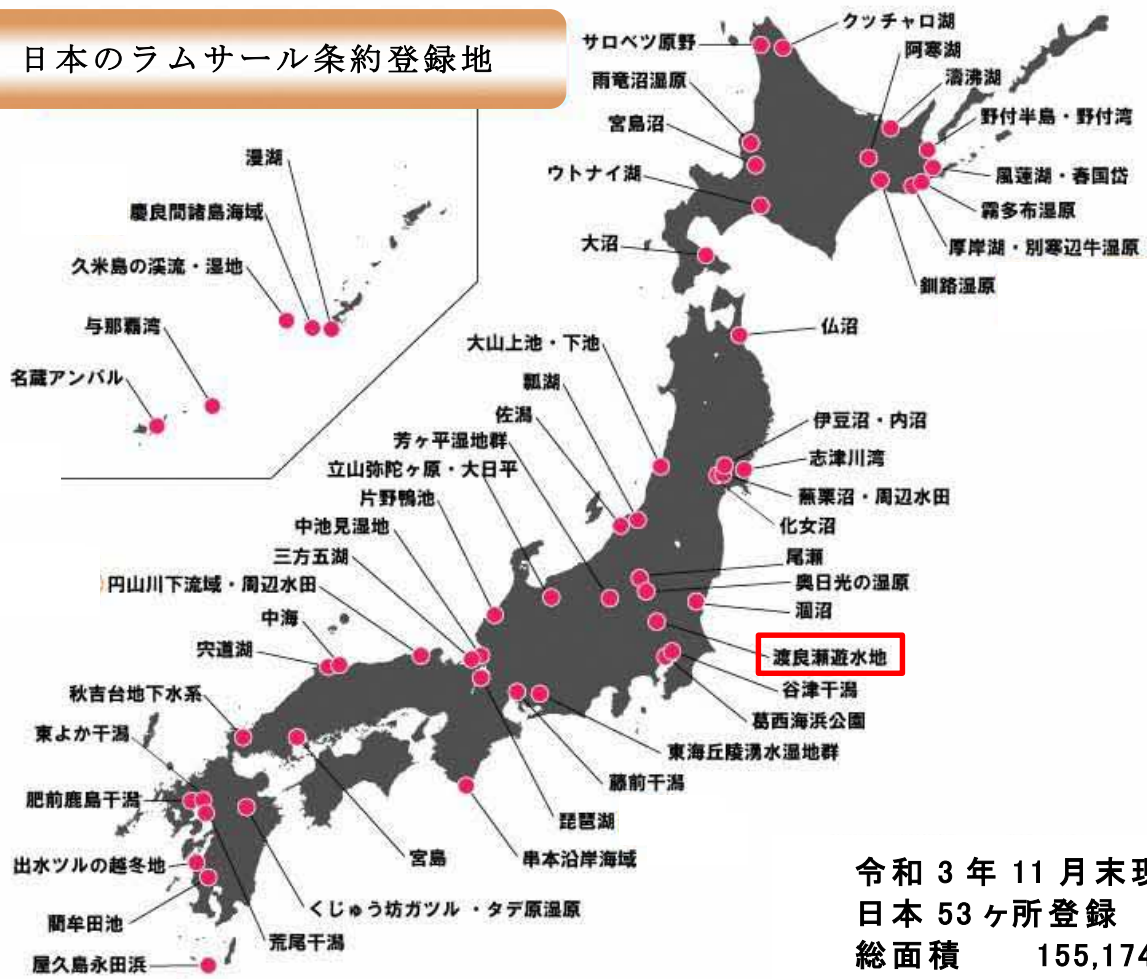 日本のラムサール条約登録地
クッチャロ湖
サロベツ原野
阿寒湖
雨竜沼湿原
濤沸湖
野付半島・野付湾
宮島沼
漫湖
ウトナイ湖
風蓮湖・春国岱
慶良間諸島海域
霧多布湿原
大沼
厚岸湖・別寒辺牛湿原
久米島の渓流・湿地
釧路湿原
与那覇湾
仏沼
大山上池・下池
名蔵アンバル
瓢湖
佐潟
伊豆沼・内沼
芳ヶ平湿地群
志津川湾
立山弥陀ヶ原・大日平
蕪栗沼・周辺水田
片野鴨池
化女沼
中池見湿地
三方五湖
尾瀬
円山川下流域・周辺水田
奥日光の湿原
涸沼
中海
宍道湖
渡良瀬遊水地
秋吉台地下水系
谷津干潟
葛西海浜公園
東よか干潟
東海丘陵湧水湿地群
藤前干潟
肥前鹿島干潟
琵琶湖
宮島
串本沿岸海域
出水ツルの越冬地
くじゅう坊ガツル・タデ原湿原
藺牟田池
荒尾干潟
屋久島永田浜
令和 3 年 11 月末現
日本 53 ヶ所登録
総面積 155,174